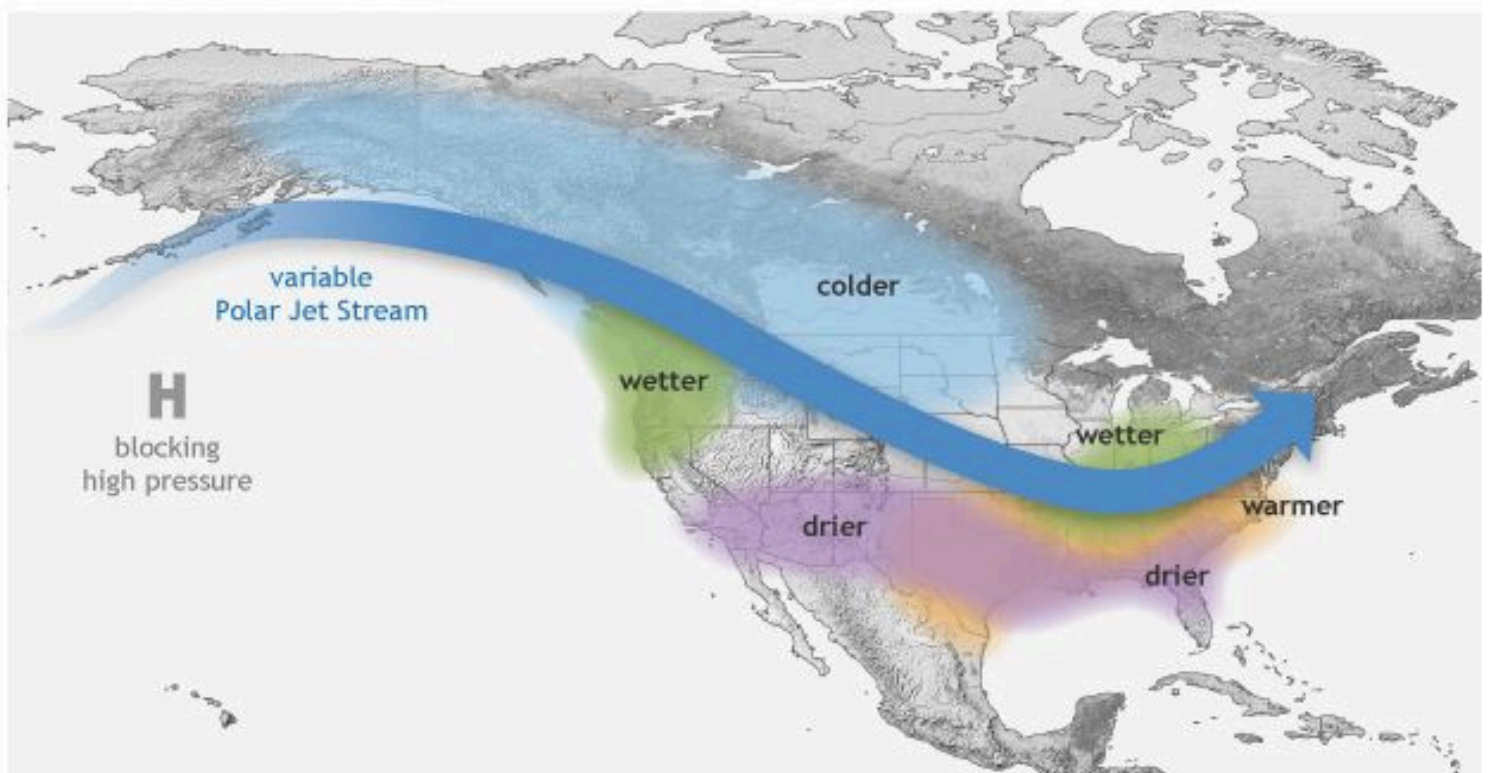 variable
Polar Jet Stream
colder
wetter
H
blocking
high pressure
wetter
warmer
drier
drier